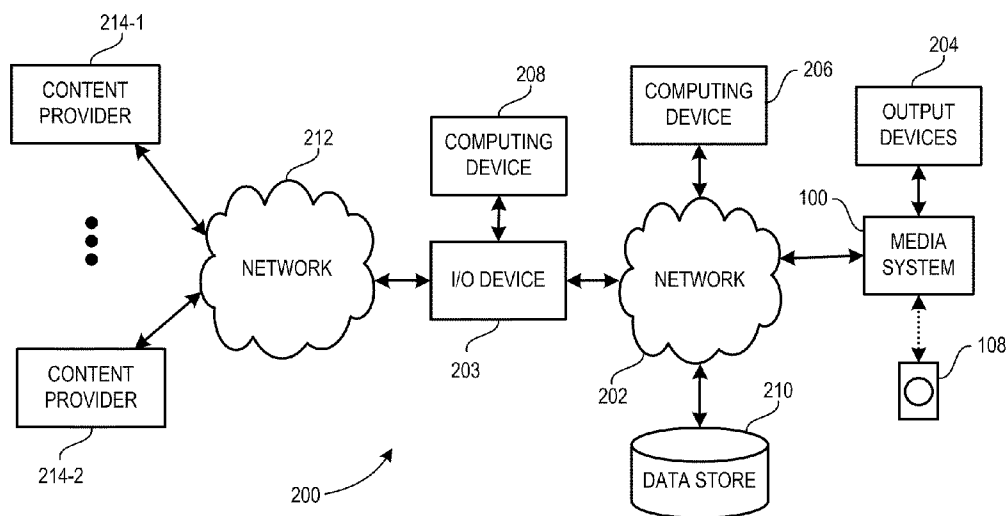 214-1
CONTENT
PROVIDER
212
NETWORK
208
COMPUTING
DEVICE
I/O DEVICE
203
COMPUTING
DEVICE
206
204
OUTPUT
DEVICES
100
MEDIA
SYSTEM
NETWORK
202
108
CONTENT
PROVIDER
214-2
200
210
DATA STORE